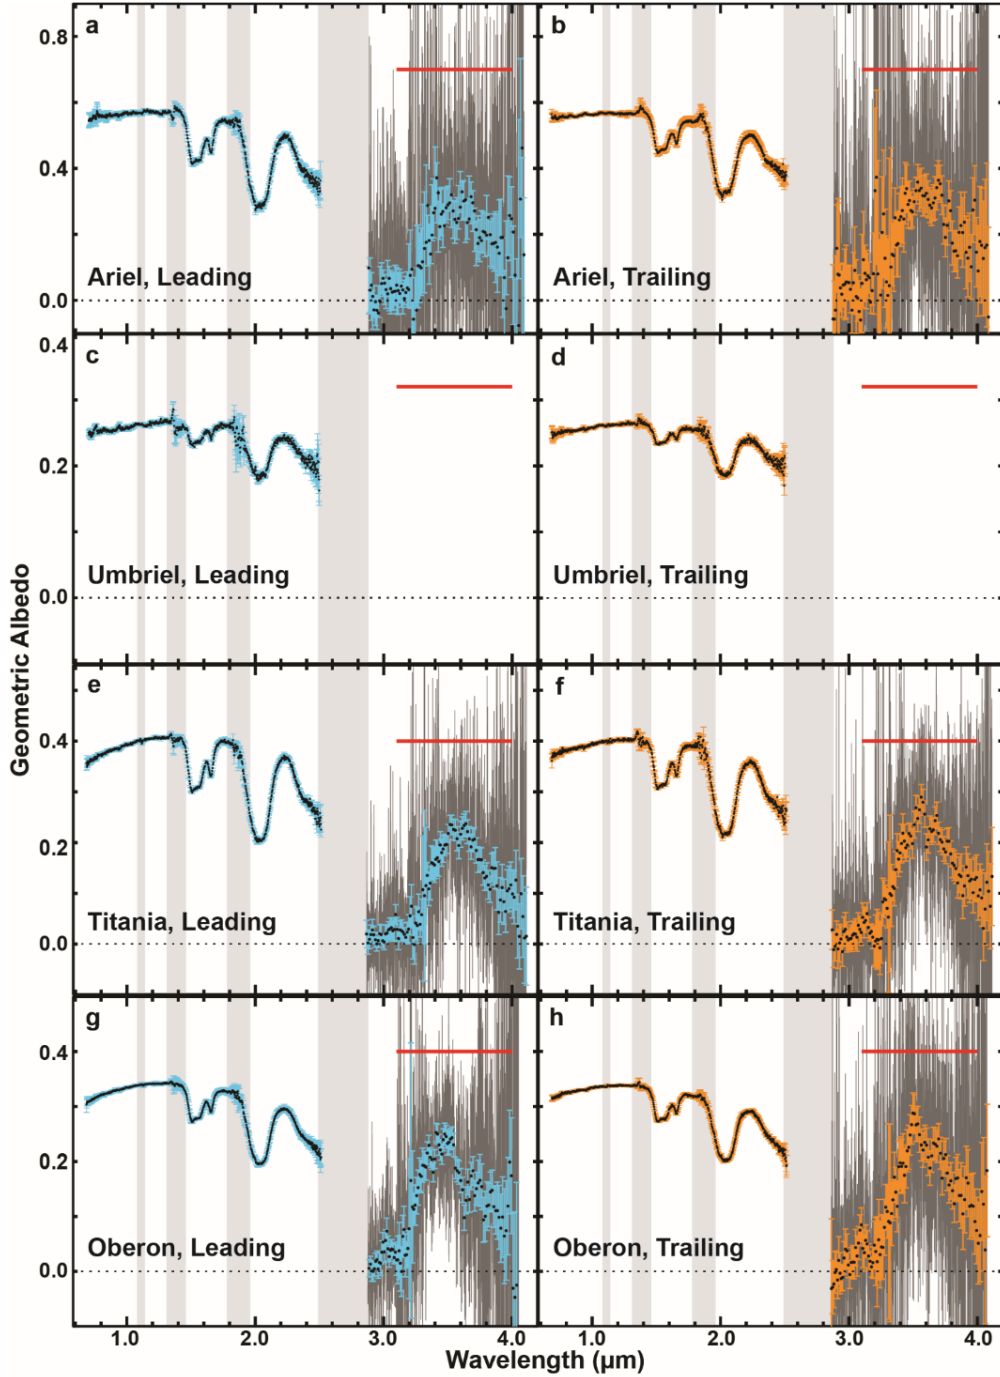 a
b
0.8
0.4
0.0
Ariel, Leading
Ariel, Trailing
c
d
0.4
0.2
0.0
Umbriel, Leading
Umbriel, Trailing
Geometric Albedo
e
f
0.4
0.2
0.0
Titania, Leading
Titania, Trailing
g
h
0.4
0.2
0.0
Oberon, Leading
Oberon, Trailing
1.0 2.0 3.0 4.0 1.0 2.0 3.0 4.0
Wavelength (µm)